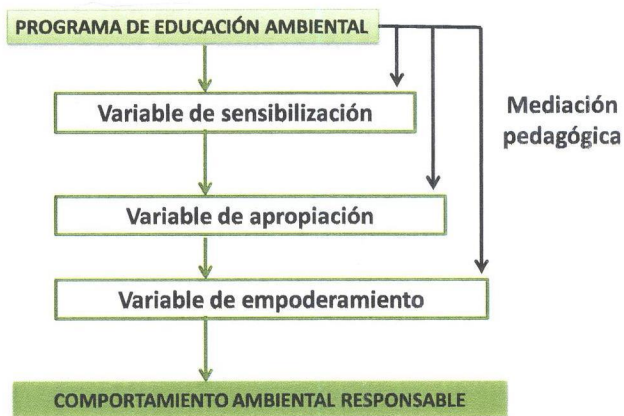 PROGRAMA DE EDUCACIÓN AMBIENTAL
Variable de sensibilización
Mediación
pedagógica
Variable de apropiación
Variable de empoderamiento
COMPORTAMIENTO AMBIENTAL RESPONSABLE